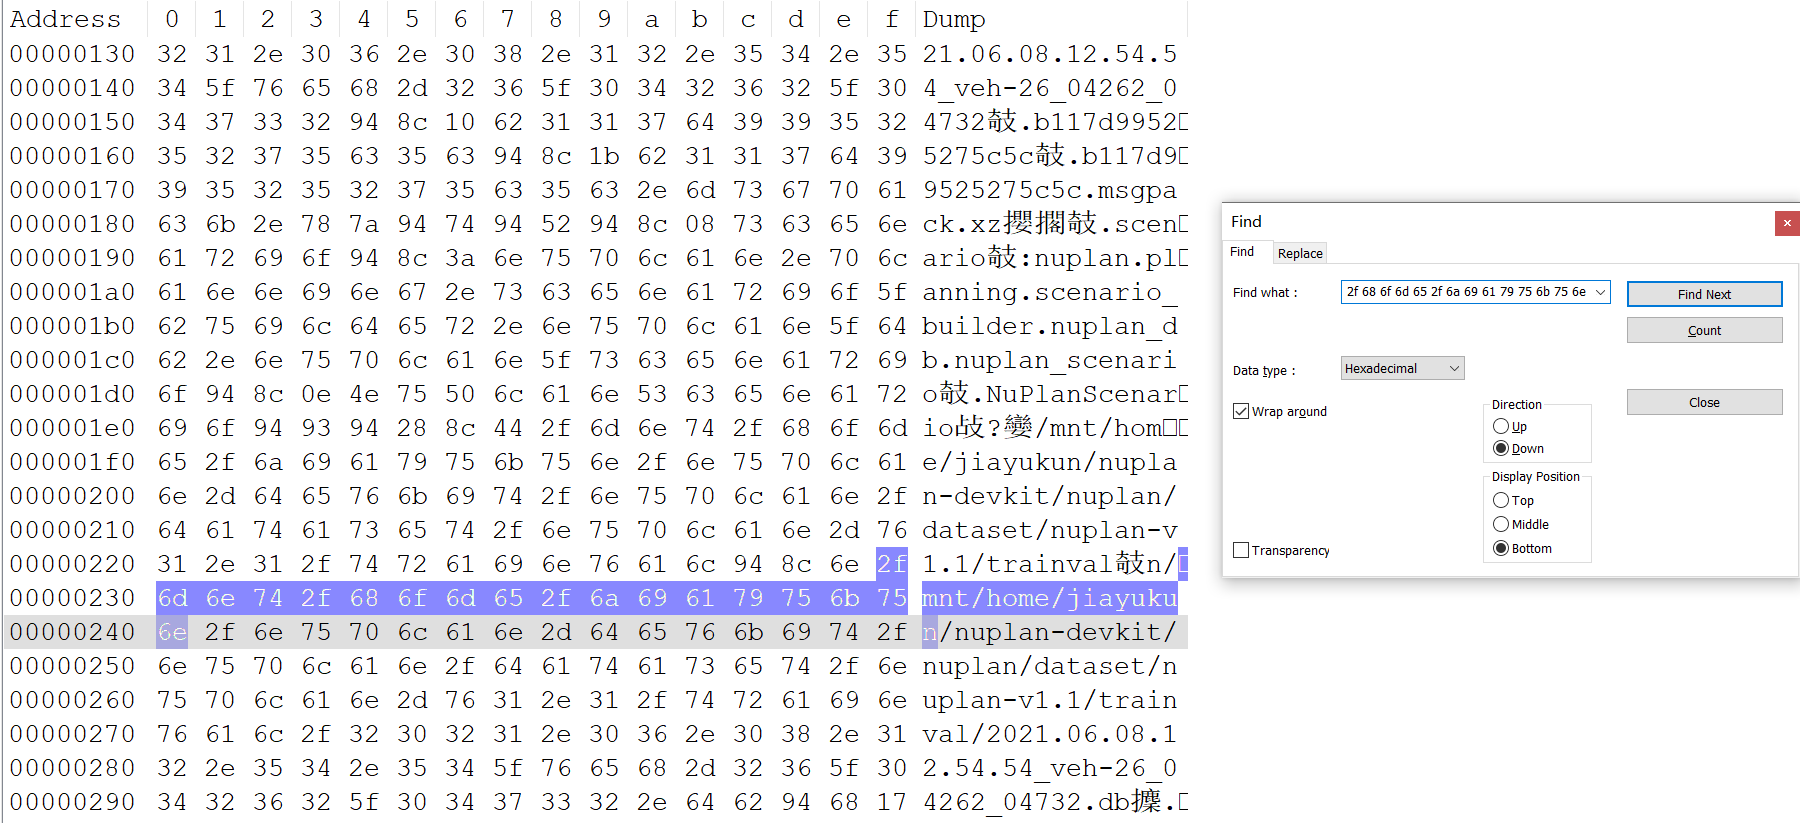 Address 0 1 2 3 4 5 6 7 8 9 a b c d e f Dump
00000130 32 31 2e 30 36 2e 30 38 2e 31 32 2e 35 34 2e 35 21.06.08.12.54.5
00000140 34 5f 76 65 68 2d 32 36 5f 30 34 32 36 32 5f 30 4_veh-26_04262_0
00000150 34 37 33 32 94 8c 10 62 31 31 37 64 39 39 35 32 4732攱.b117d9952
00000160 35 32 37 35 63 35 63 94 8c 1b 62 31 31 37 64 39 5275c5c攱.b117d9
00000170 39 35 32 35 32 37 35 63 35 63 2e 6d 73 67 70 61 9525275c5c.msgpa
00000180 63 6b 2e 78 7a 94 74 94 52 94 8c 08 73 63 65 6e ck.xz攖擱攱.scen
00000190 61 72 69 6f 94 8c 3a 6e 75 70 6c 61 6e 2e 70 6c ario攱:nuplan.pl
000001a0 61 6e 6e 69 6e 67 2e 73 63 65 6e 61 72 69 6f 5f anning.scenario_
000001b0 62 75 69 6c 64 65 72 2e 6e 75 70 6c 61 6e 5f 64 builder.nuplan_d
000001c0 62 2e 6e 75 70 6c 61 6e 5f 73 63 65 6e 61 72 69 b.nuplan_scenari
000001d0 6f 94 8c 0e 4e 75 50 6c 61 6e 53 63 65 6e 61 72 o攱.NuPlanScenar
000001e0 69 6f 94 93 94 28 8c 44 2f 6d 6e 74 2f 68 6f 6d io ? /mnt/hom
000001f0 65 2f 6a 69 61 79 75 6b 75 6e 2f 6e 75 70 6c 61 e/jiayukun/nupla
00000200 6e 2d 64 65 76 6b 69 74 2f 6e 75 70 6c 61 6e 2f n-devkit/nuplan/
00000210 64 61 74 61 73 65 74 2f 6e 75 70 6c 61 6e 2d 76 dataset/nuplan-v
00000220 31 2e 31 2f 74 72 61 69 6e 76 61 6c 94 8c 6e 2f 1.1/trainval攱n/
00000230 6d 6e 74 2f 68 6f 6d 65 2f 6a 69 61 79 75 6b 75 mnt/home/jiayuku
00000240 6e 2f 6e 75 70 6c 61 6e 2d 64 65 76 6b 69 74 2f n/nuplan-devkit/
00000250 6e 75 70 6c 61 6e 2f 64 61 74 61 73 65 74 2f 6e nuplan/dataset/n
00000260 75 70 6c 61 6e 2d 76 31 2e 31 2f 74 72 61 69 6e uplan-v1.1/train
00000270 76 61 6c 2f 32 30 32 31 2e 30 36 2e 30 38 2e 31 val/2021.06.08.1
00000280 32 2e 35 34 2e 35 34 5f 76 65 68 2d 32 36 5f 30 2.54.54_veh-26_0
00000290 34 32 36 32 5f 30 34 37 33 32 2e 64 62 94 68 17 4262_04732.db .
Find
Find Replace
Find what : 2f 68 6f 6d 65 2f 6a 69 61 79 75 6b 75 6e Find Next
Count
Data type : Hexadecimal
Close
Wrap around
Direction
Up
Down
Display Position
Top
Middle
Bottom
Transparency